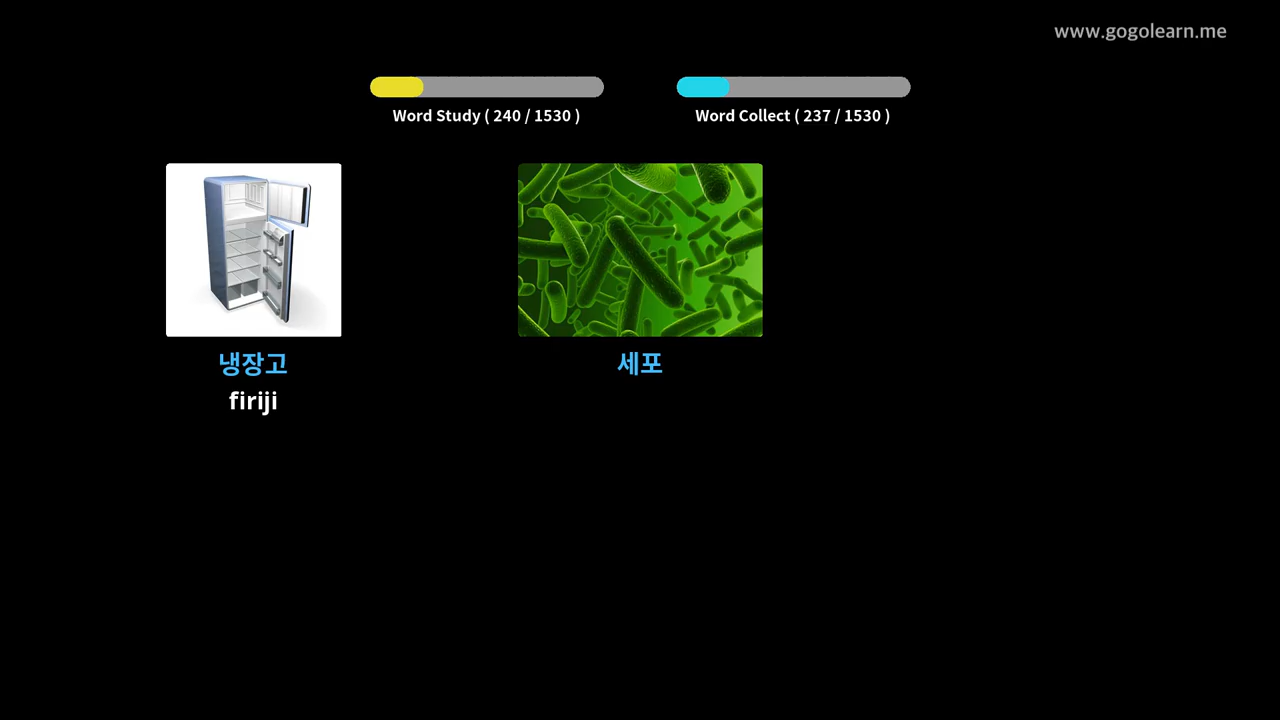 www.gogolearn.me
Word Study ( 240 / 1530 )
Word Collect ( 237 / 1530 )
냉장고
firiji
세포